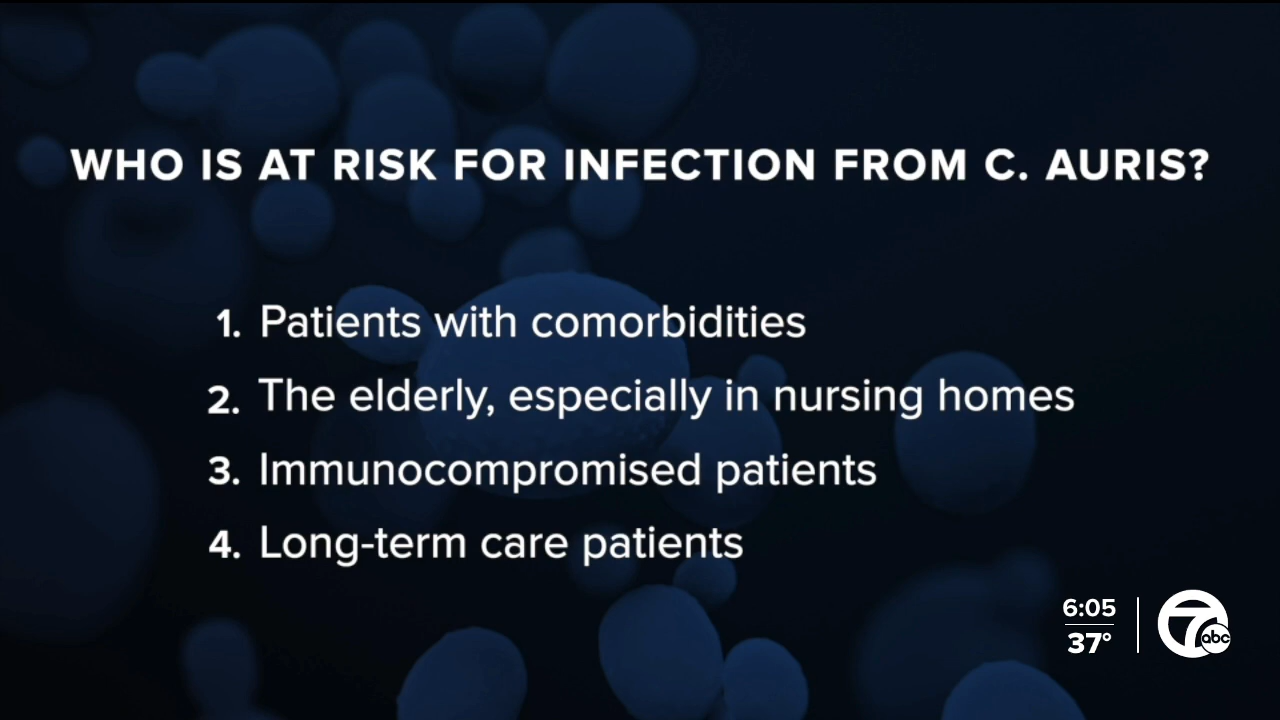 WHO IS AT RISK FOR INFECTION FROM C. AURIS?
1. Patients with comorbidities
2. The elderly, especially in nursing homes
3. Immunocompromised patients
4. Long-term care patients
6:05
37°
7 abc